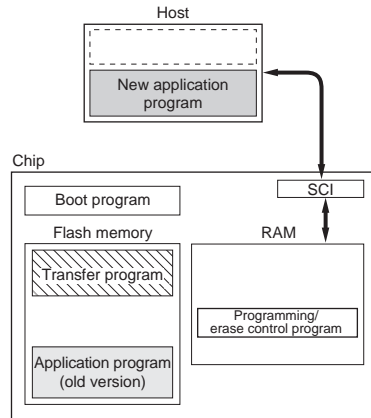 Host
New application
program
Chip
SCI
Boot program
Flash memory
RAM
Transfer program
Programming/
erase control program
Application program
(old version)